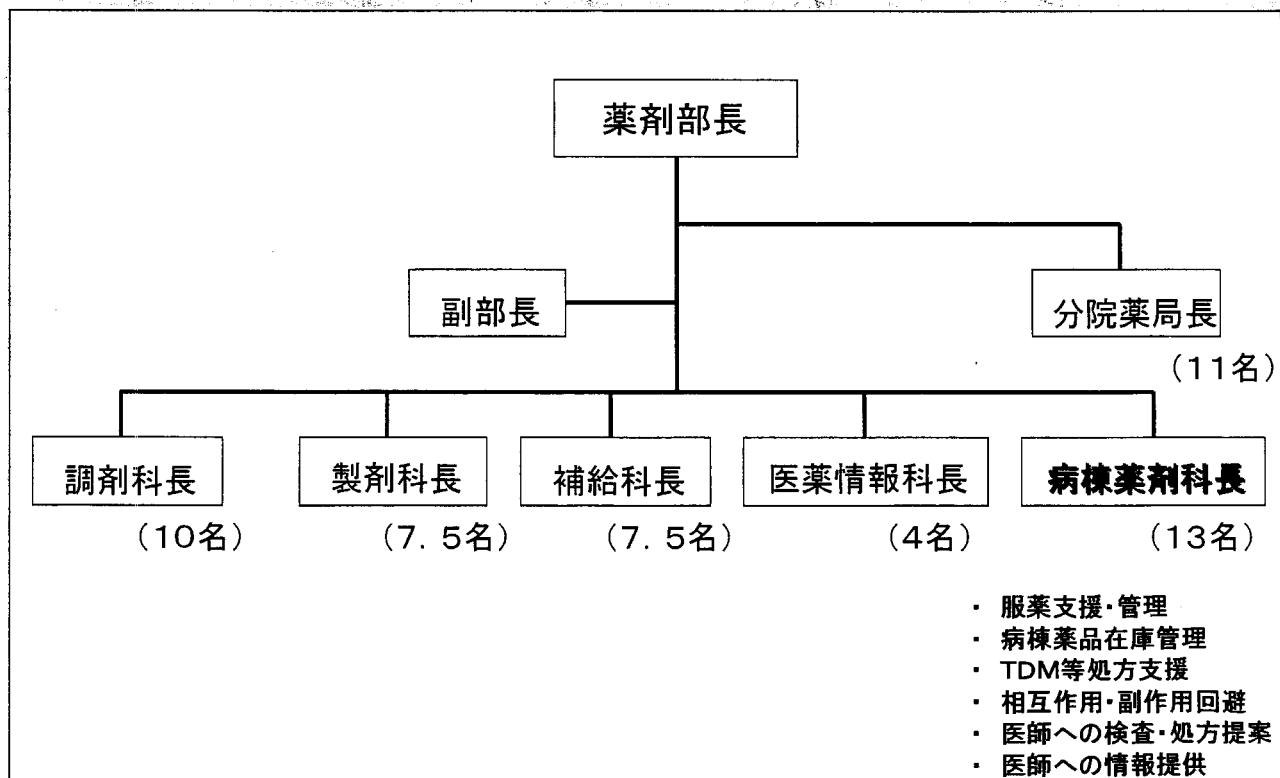 薬剤部長
副部長
分院薬局長
(11名)
調剤科長
製剤科長
補給科長
医薬情報科長
病棟薬剤科長
(10名)
(7.5名)
(7.5名)
(4名)
(13名)
・ 服薬支援・管理
・ 病棟薬品在庫管理
・ TDM等処方支援
・ 相互作用・副作用回避
・ 医師への検査・処方提案
・ 医師への情報提供